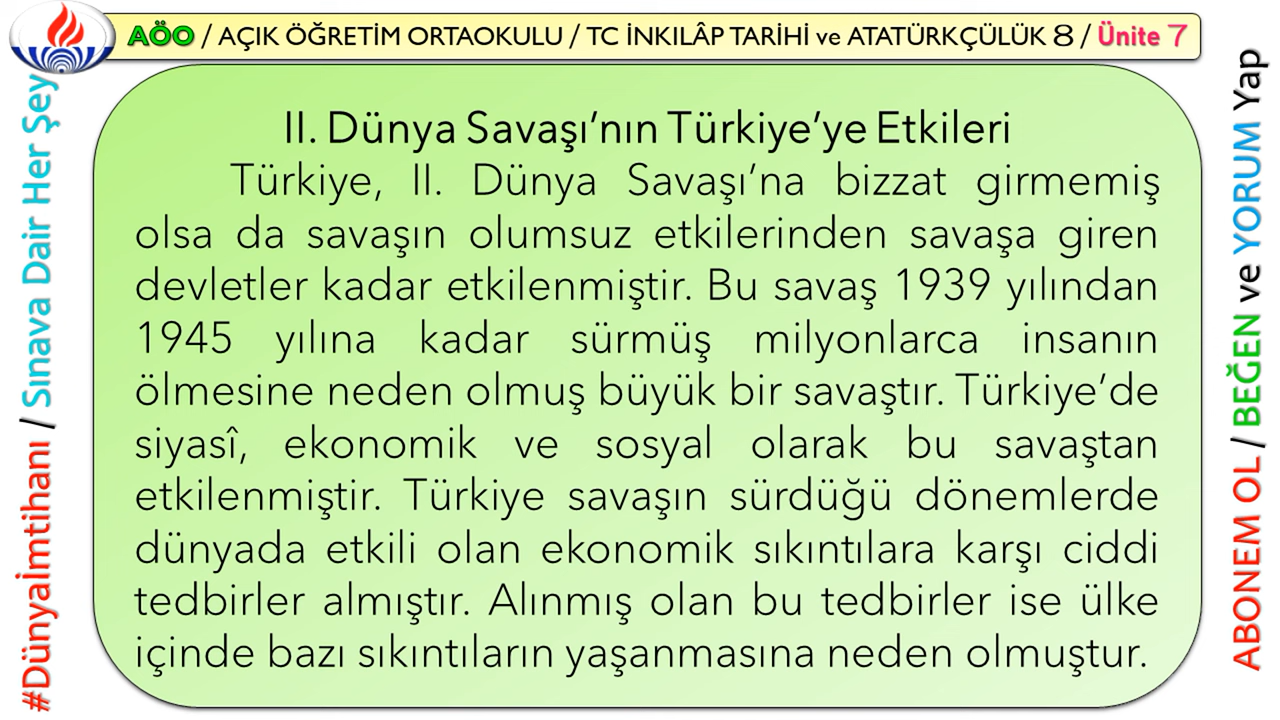 AÖO / AÇIK ÖĞRETİM ORTAOKULU / TC İNKILÂP TARİHİ ve ATATÜRKÇÜLÜK 8 / Ünite 7
#Dünyaİmtihanı / Sınava Dair Her Şey
II. Dünya Savaşı’nın Türkiye’ye Etkileri
Türkiye, II. Dünya Savaşı’na bizzat girmemiş
olsa da savaşın olumsuz etkilerinden savaşa giren
devletler kadar etkilenmiştir. Bu savaş 1939 yılından
1945 yılına kadar sürmüş milyonlarca insanın
ölmesine neden olmuş büyük bir savaştır. Türkiye’de
siyasî, ekonomik ve sosyal olarak bu savaştan
etkilenmiştir. Türkiye savaşın sürdüğü dönemlerde
dünyada etkili olan ekonomik sıkıntılara karşı ciddi
tedbirler almıştır. Alınmış olan bu tedbirler ise ülke
içinde bazı sıkıntıların yaşanmasına neden olmuştur.
ABONEM OL / BEĞEN ve YORUM Yap